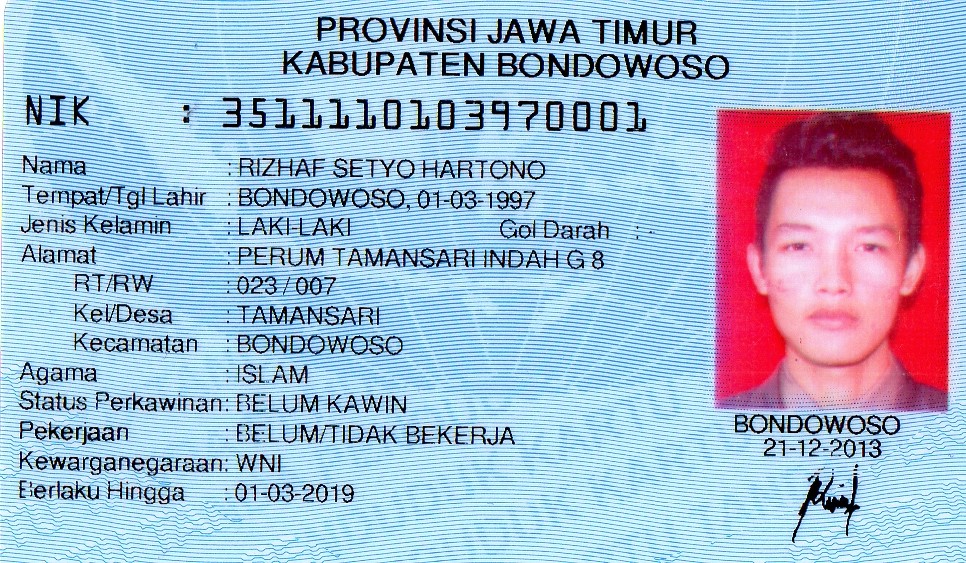 PROVINSI JAWA TIMUR
KABUPATEN BONDOWOSO
NIK : 3511110103970001
Nama : RIZHAF SETYO HARTONO
Tempat/Tgl Lahir : BONDOWOSO, 01-03-1997
Jenis Kelamin : LAKI-LAKI Gol Darah : -
Alamat : PERUM TAMANSARI INDAH G 8
RT/RW : 023 / 007
Kel/Desa : TAMANSARI
Kecamatan : BONDOWOSO
Agama : ISLAM
Status Perkawinan: BELUM KAWIN
Pekerjaan : BELUM/TIDAK BEKERJA
Kewarganegaraan: WNI
Berlaku Hingga : 01-03-2019
BONDOWOSO
21-12-2013